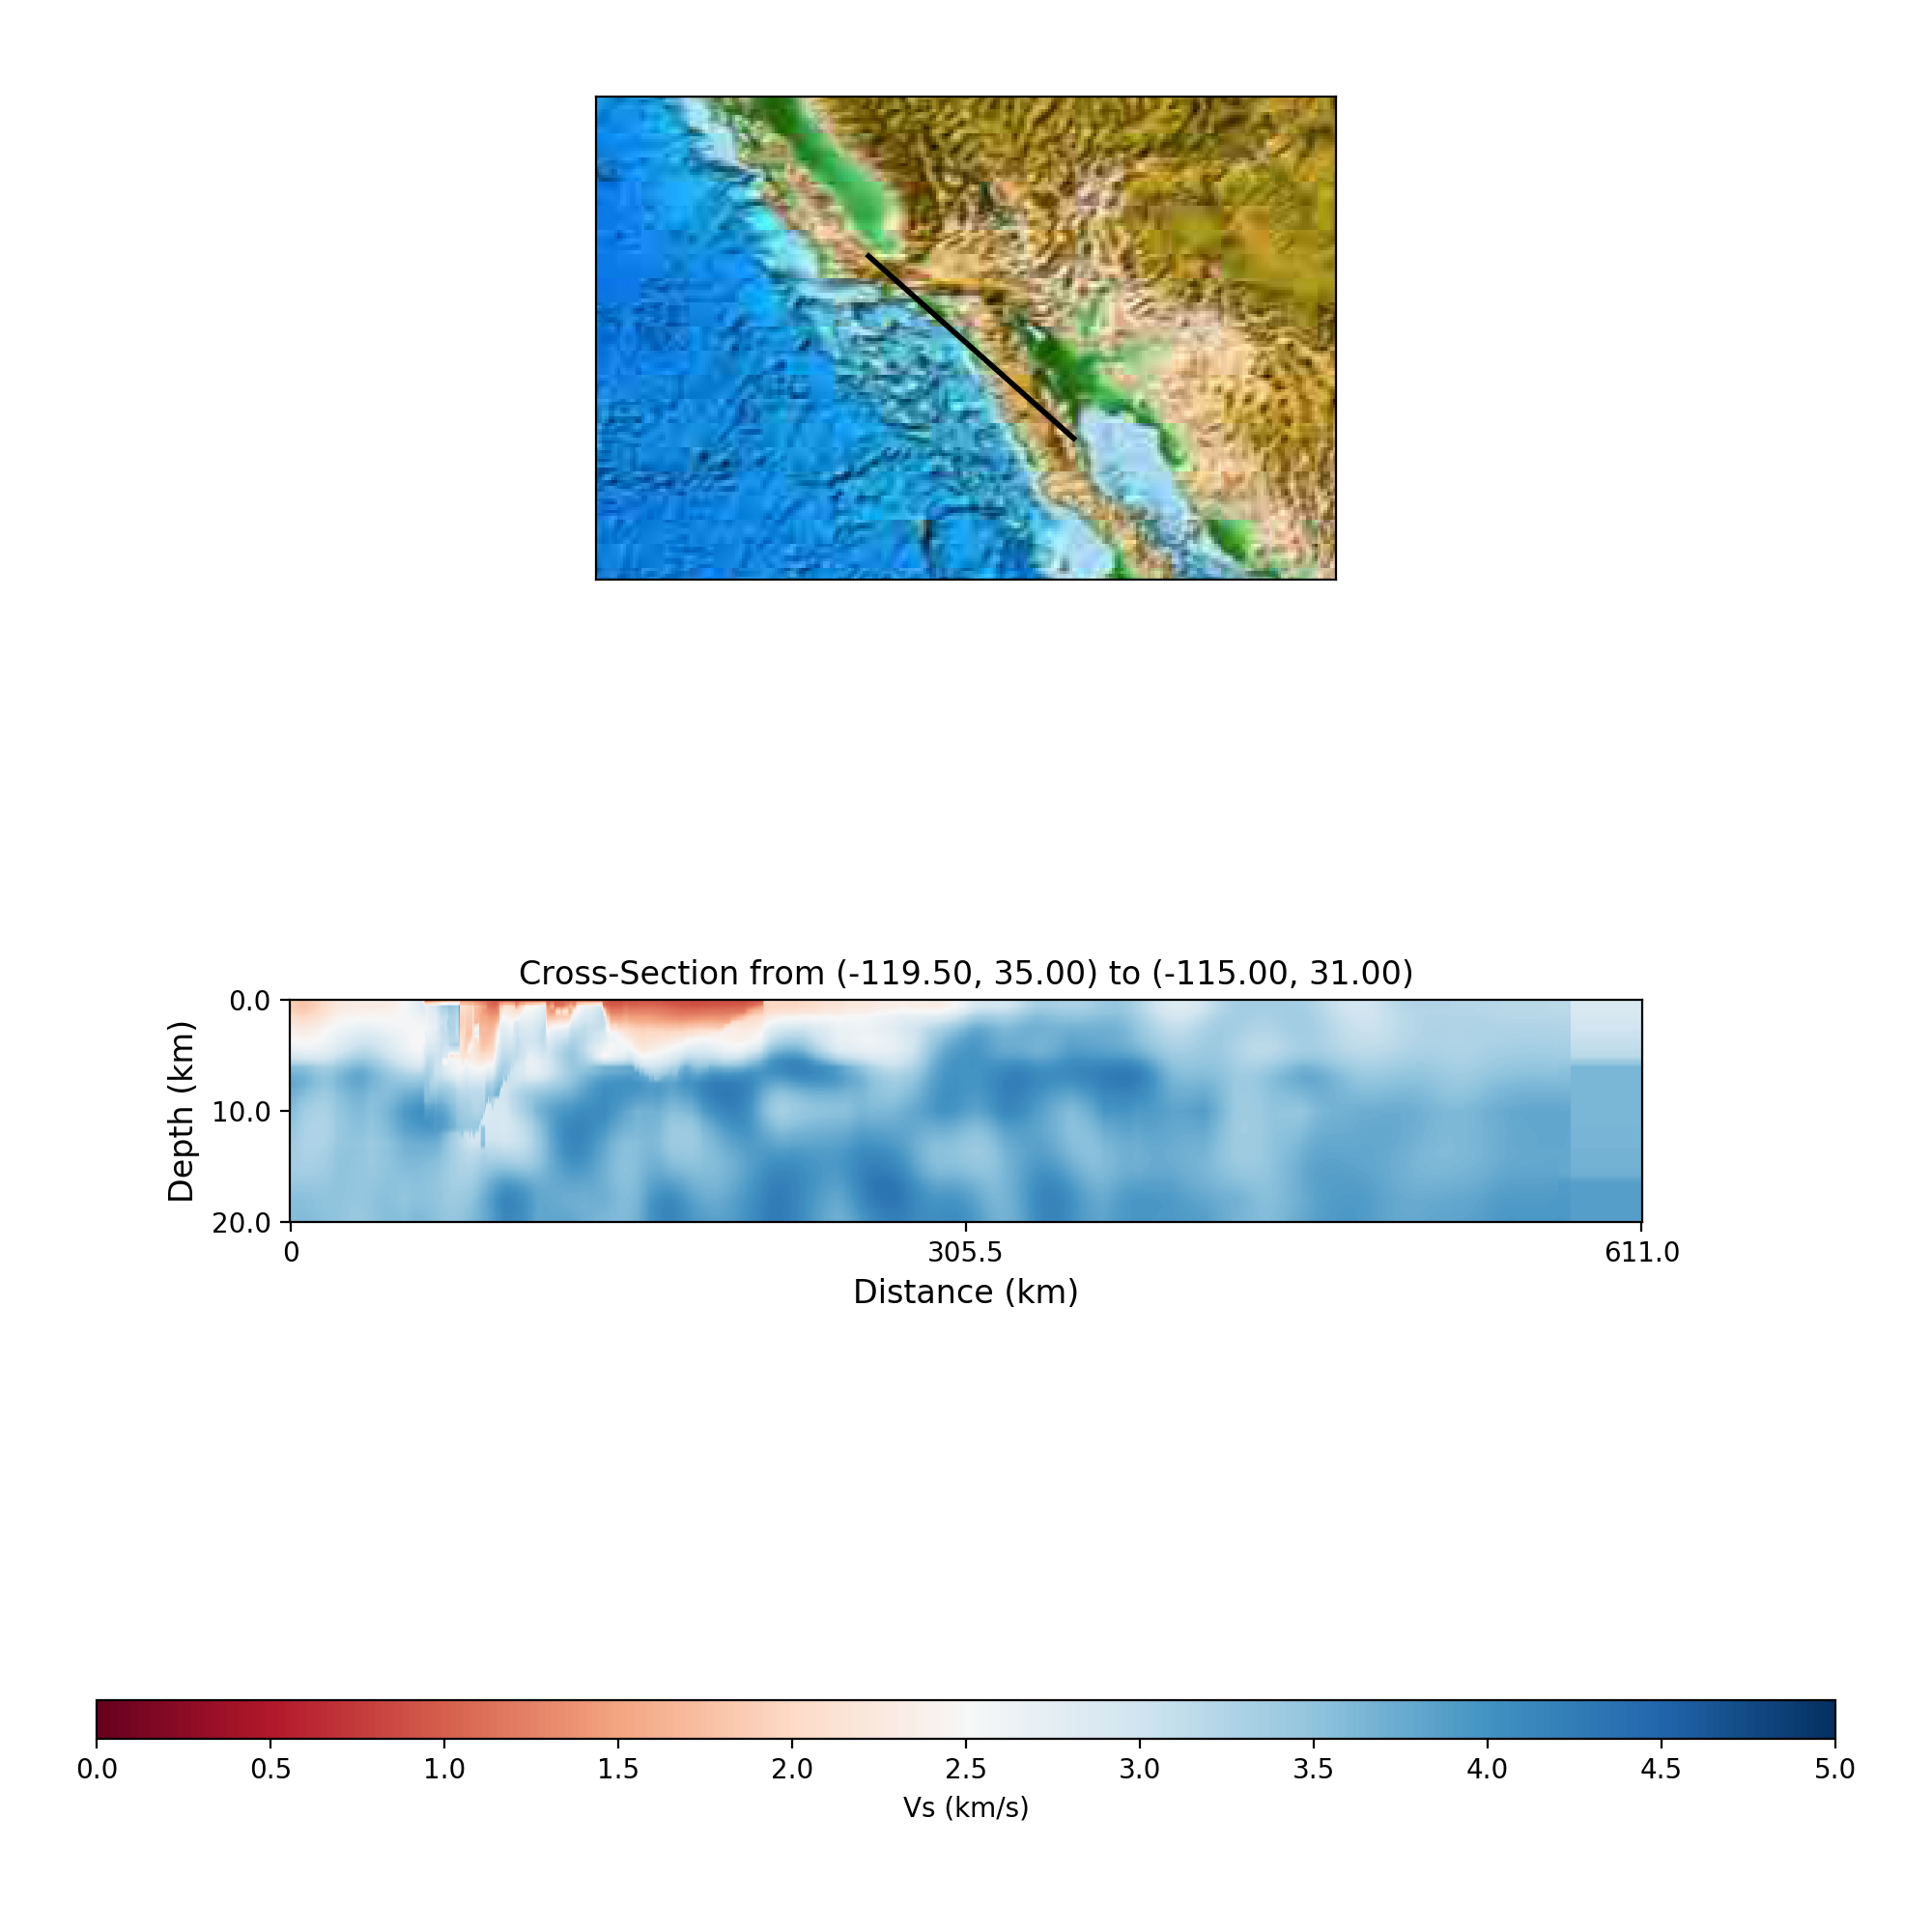 Cross-Section from (-119.50, 35.00) to (-115.00, 31.00)
0.0
10.0
20.0
Depth (km)
0 305.5 611.0
Distance (km)
0.0 0.5 1.0 1.5 2.0 2.5 3.0 3.5 4.0 4.5 5.0
Vs (km/s)